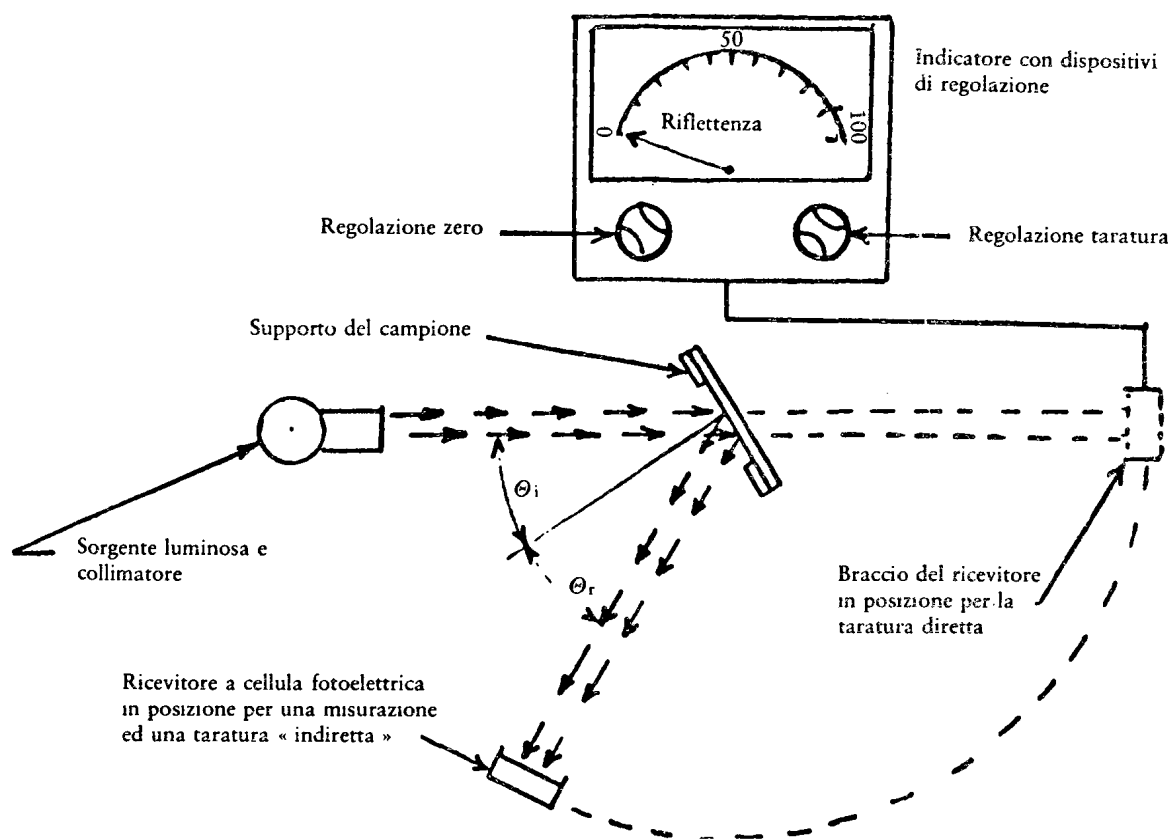 50
Indicatore con dispositivi
di regolazione
Riflettenza
0
100
Regolazione zero
Regolazione taratura
Supporto del campione
Θi
Sorgente luminosa e
collimatore
Θr
Braccio del ricevitore
in posizione per la
taratura diretta
Ricevitore a cellula fotoelettrica
in posizione per una misurazione
ed una taratura « indiretta »